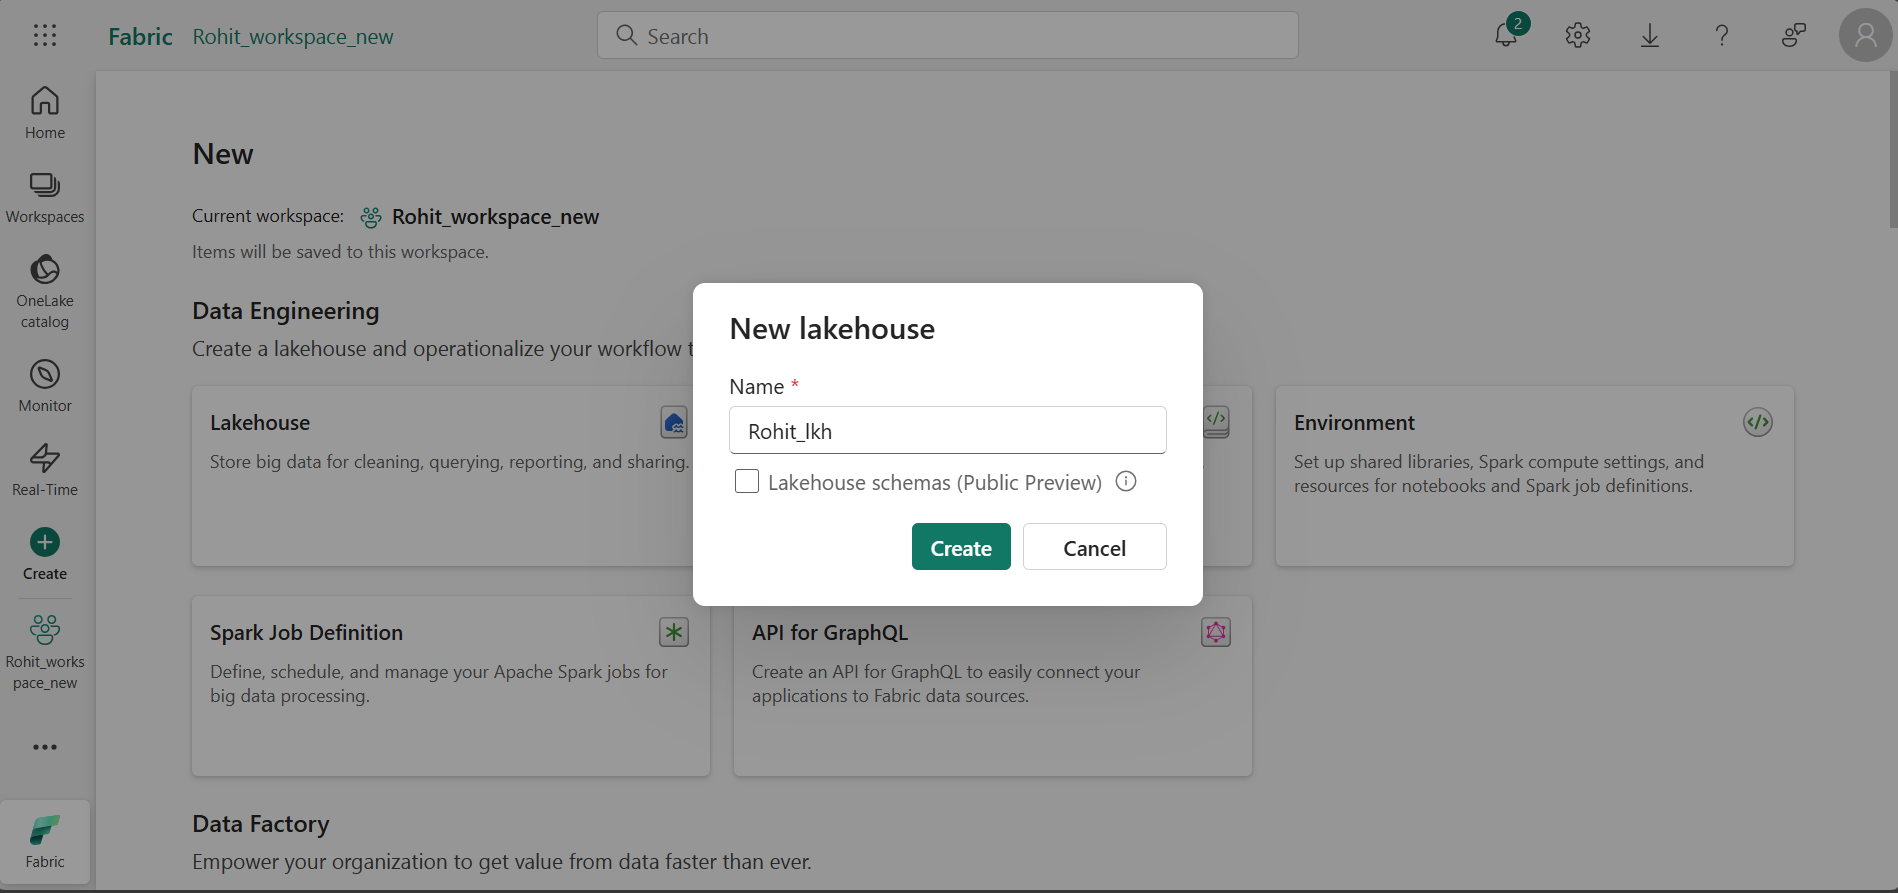 Fabric Rohit_workspace_new
Search
2
Home
Workspaces
OneLake
catalog
Monitor
Real-Time
Create
Rohit_works
pace_new
Fabric
New
Current workspace: Rohit_workspace_new
Items will be saved to this workspace.
Data Engineering
Create a lakehouse and operationalize your workflow t
Lakehouse
Store big data for cleaning, querying, reporting, and sharing.
Environment
Set up shared libraries, Spark compute settings, and
resources for notebooks and Spark job definitions.
New lakehouse
Name *
Rohit_lkh
Lakehouse schemas (Public Preview)
Create
Cancel
Spark Job Definition
Define, schedule, and manage your Apache Spark jobs for
big data processing.
API for GraphQL
Create an API for GraphQL to easily connect your
applications to Fabric data sources.
Data Factory
Empower your organization to get value from data faster than ever.